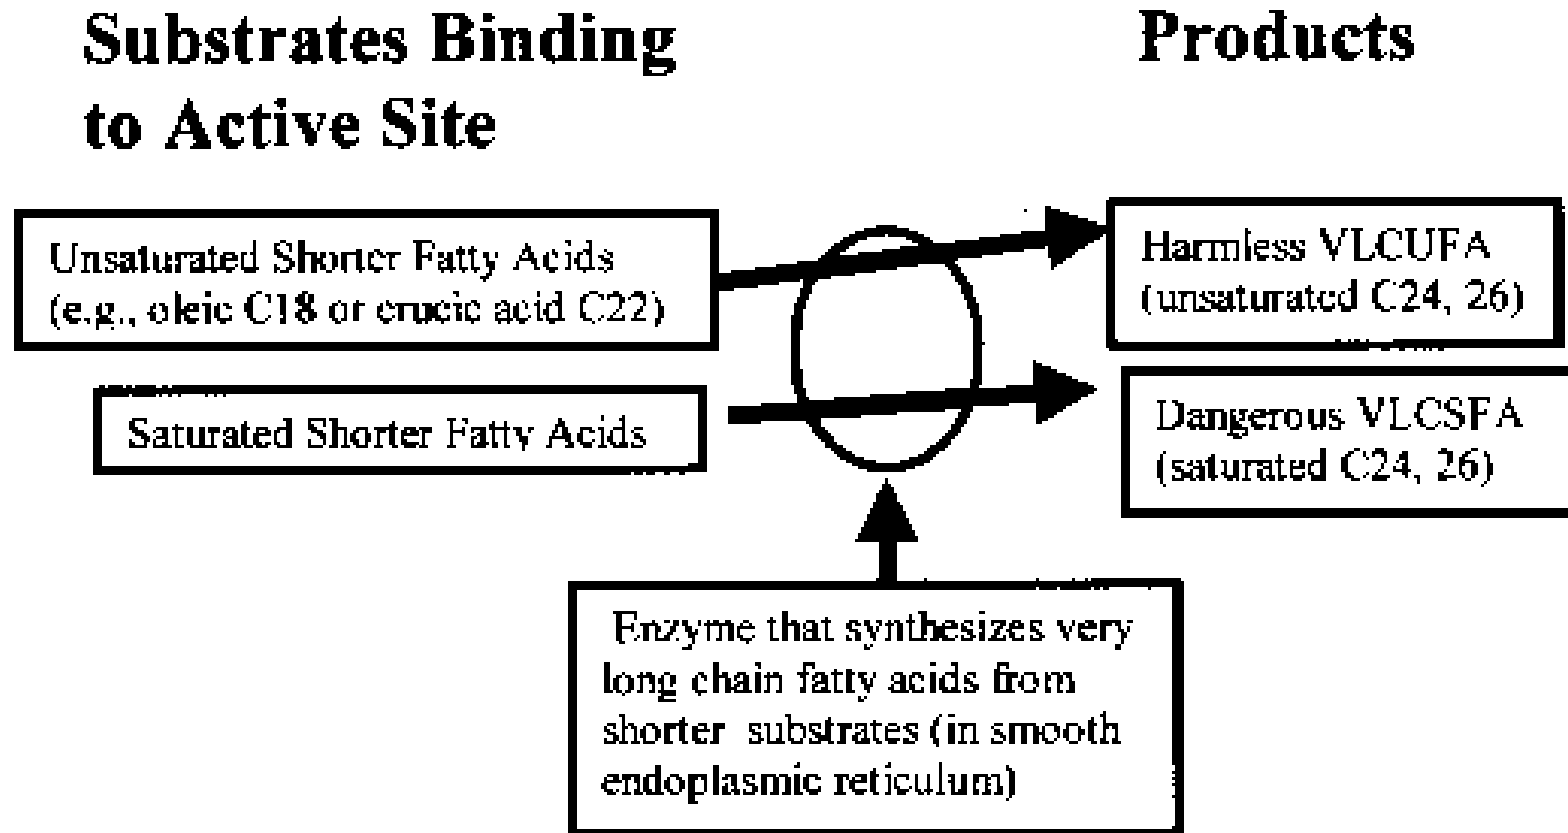 Substrates Binding
to Active Site
Products
Unsaturated Shorter Fatty Acids
(e.g., oleic C18 or erucic acid C22)
Harmless VLCUFA
(unsaturated C24, 26)
Saturated Shorter Fatty Acids
Dangerous VLCSFA
(saturated C24, 26)
Enzyme that synthesizes very
long chain fatty acids from
shorter substrates (in smooth
endoplasmic reticulum)